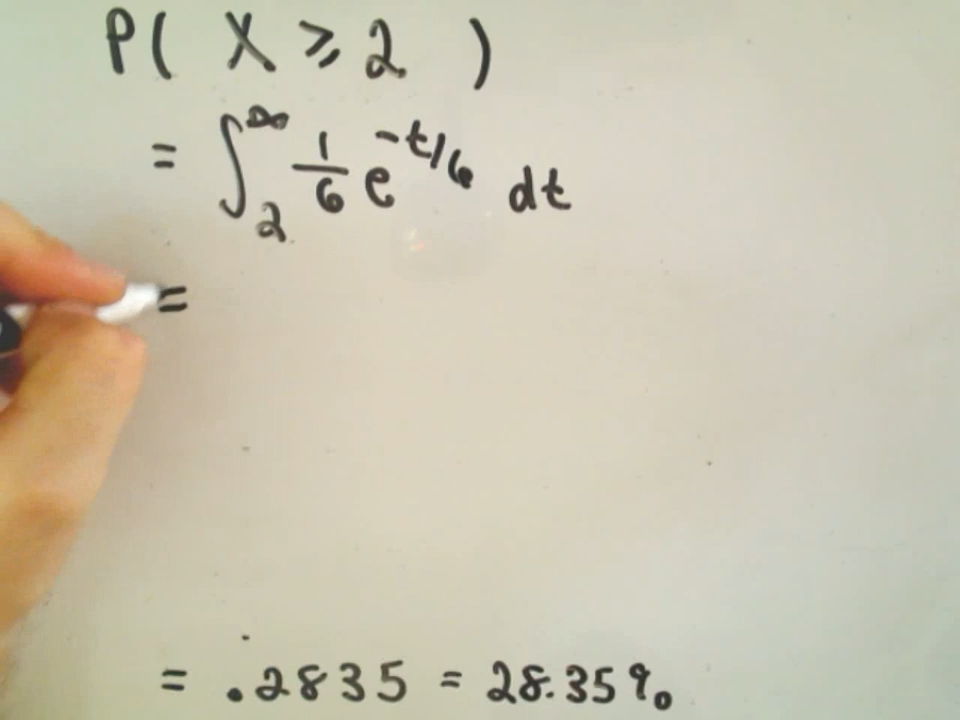 P( X ≥ 2 )
= ∫₂^∞ 1/6 e^(-t/6) dt
=
= .2835 = 28.35%